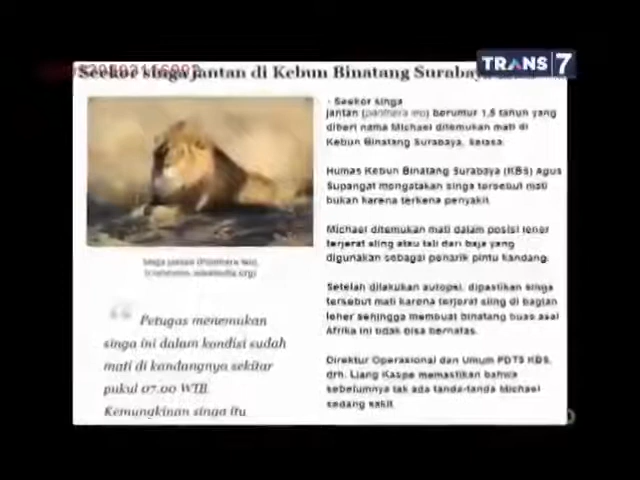 TRANS 7
Seekor singa jantan di Kebun Binatang Surabaya
- Seekor singa
jantan (panthera leo) berumur 1,5 tahun yang
diberi nama Michael ditemukan mati di
Kebun Binatang Surabaya, selasa
Humas Kebun Binatang Surabaya (KBS) Agus
Supangat mengatakan singa tersebut mati
bukan karena terkena penyakit.
Michael ditemukan mati dalam posisi leher
terjerat sling atau tali dari baja yang
digunakan sebagai penarik pintu kandang.
Setelah dilakukan autopsi, dipastikan singa
tersebut mati karena terjerat sling di bagian
leher sehingga membuat binatang buas asal
Afrika ini tidak bisa bernafas.
Direktur Operasional dan Umum PDTS KBS,
drh. Liang Kaspe memastikan bahwa
sebelumnya tak ada tanda-tanda Michael
sedang sakit.
Singa jantan (Panthera leo).
“ Petugas menemukan
singa ini dalam kondisi sudah
mati di kandangnya sekitar
pukul 07.00 WIB.
Kemungkinan singa itu